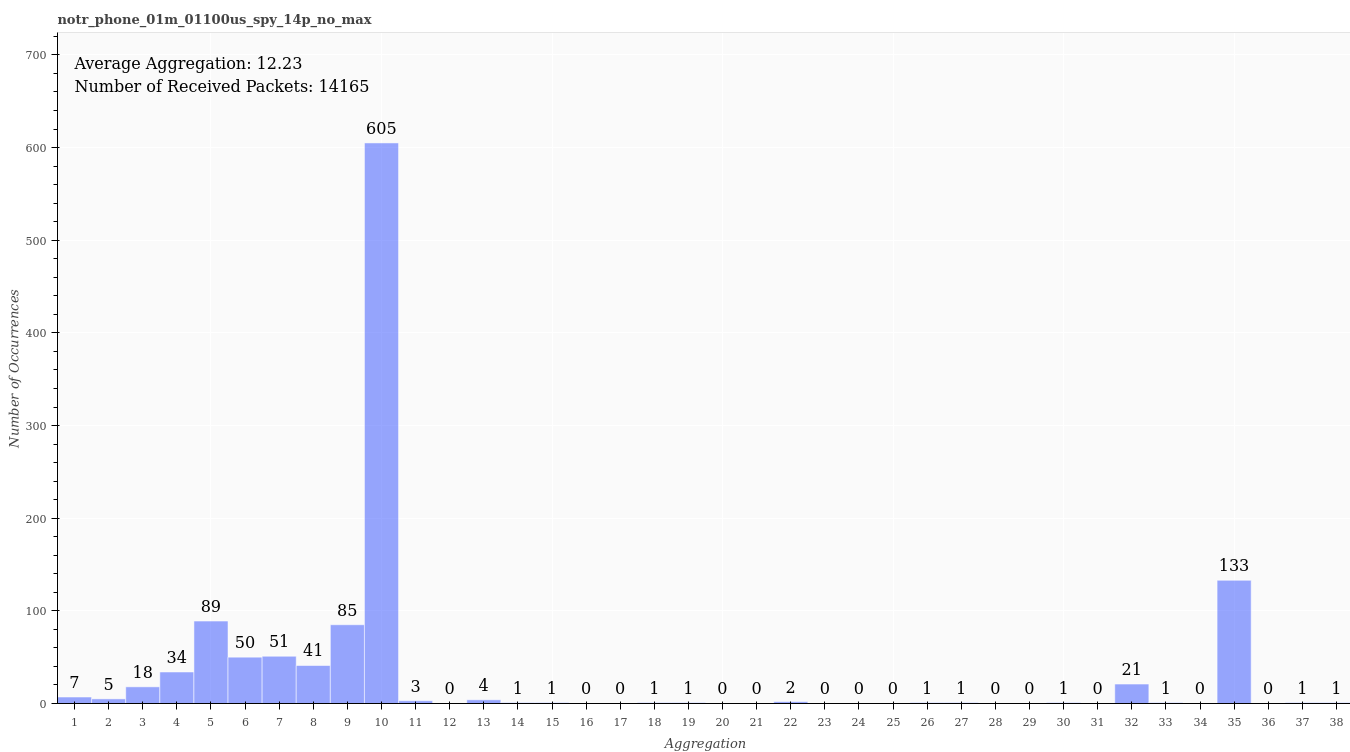 notr_phone_01m_01100us_spy_14p_no_max
Average Aggregation: 12.23
Number of Received Packets: 14165
700
600
500
400
300
200
100
0
Number of Occurrences
7 5 18 34 89 50 51 41 85 605 3 0 4 1 1 0 0 1 1 0 0 2 0 0 0 1 1 0 0 1 0 21 1 0 133 0 1 1
1 2 3 4 5 6 7 8 9 10 11 12 13 14 15 16 17 18 19 20 21 22 23 24 25 26 27 28 29 30 31 32 33 34 35 36 37 38
Aggregation